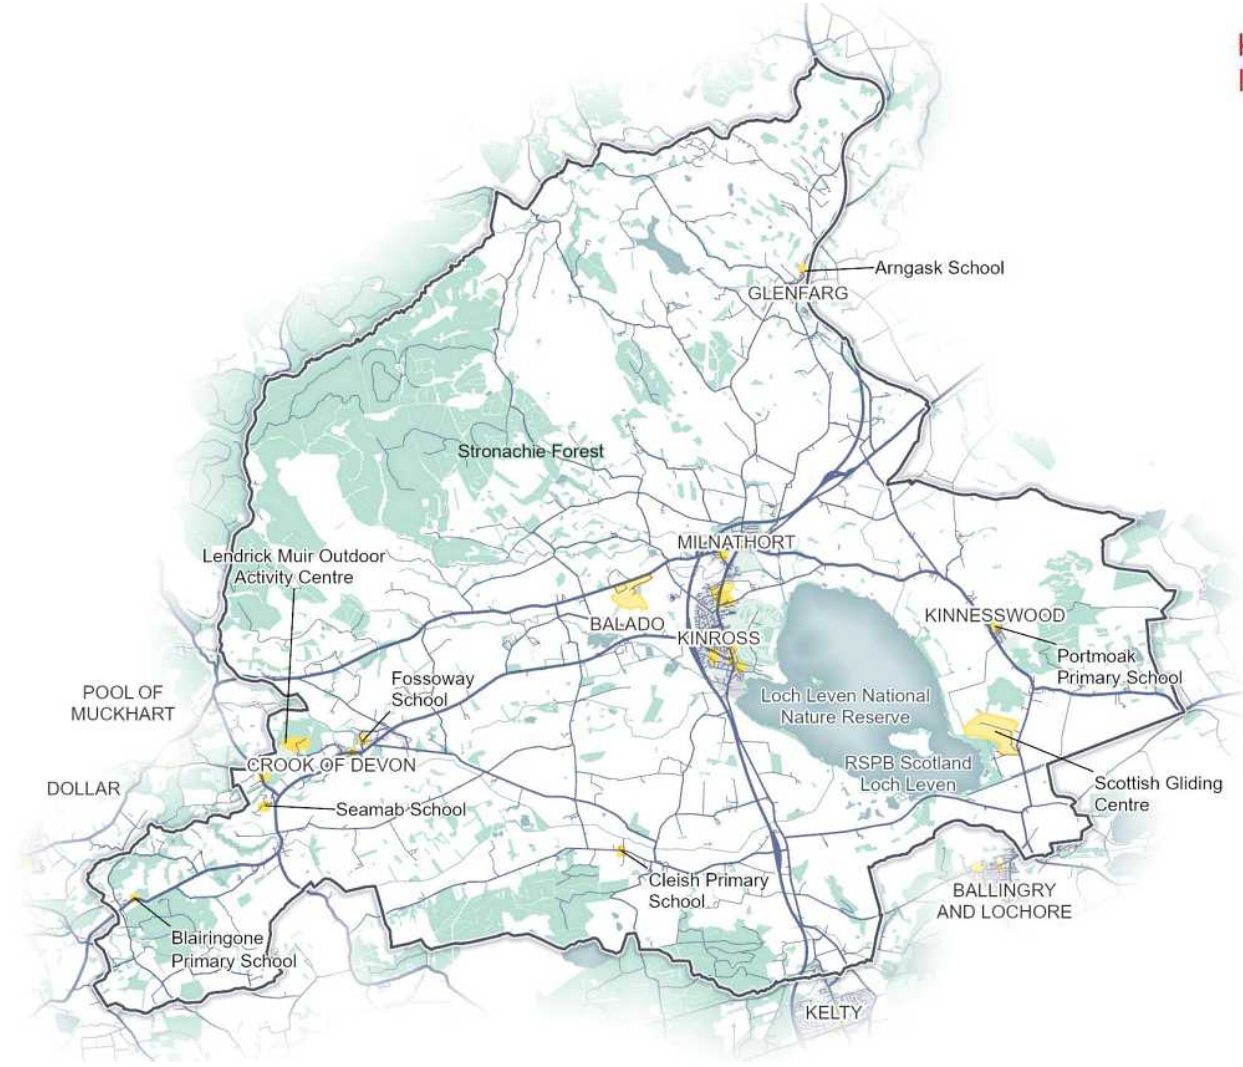 Arngask School
GLENFARG
Stronachie Forest
MILNATHORT
Lendrick Muir Outdoor
Activity Centre
BALADO
KINROSS
KINNESSWOOD
Portmoak
Primary School
Fossoway
School
POOL OF
MUCKHART
Loch Leven National
Nature Reserve
CROOK OF DEVON
RSPB Scotland
Loch Leven
DOLLAR
Scottish Gliding
Centre
Seamab School
Cleish Primary
School
BALLINGRY
AND LOCHORE
Blairingone
Primary School
KELTY